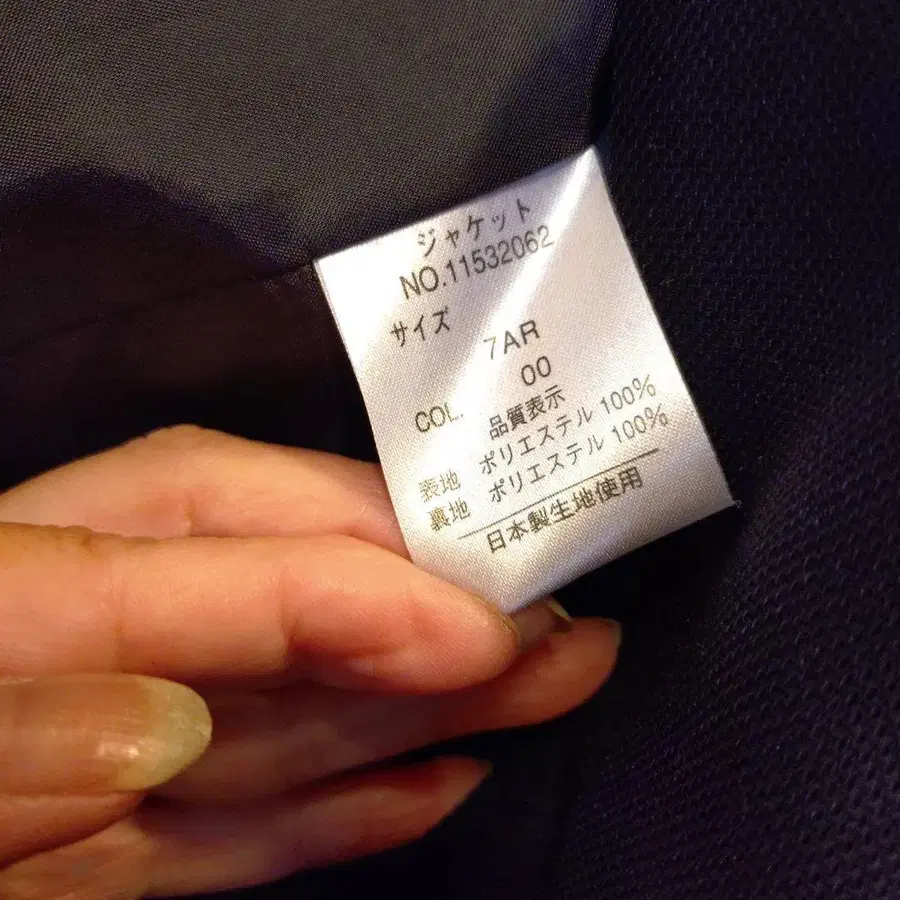 ジャケット
NO.11532062
サイズ
7AR
COL. 00
品質表示
表地 ポリエステル 100%
裏地 ポリエステル 100%
日本製生地使用